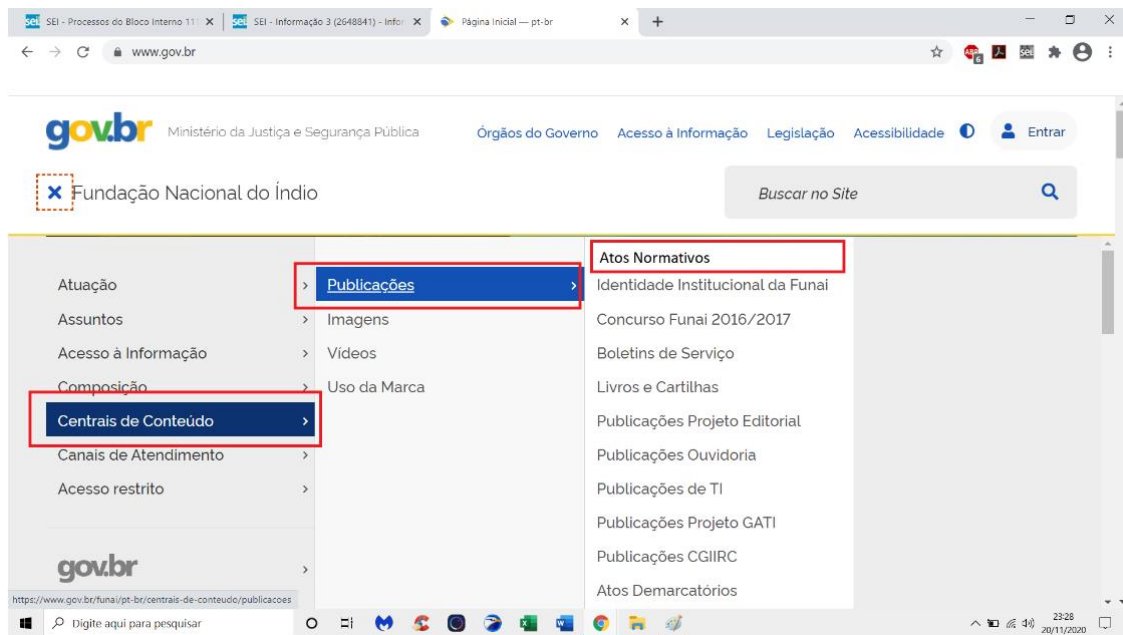 SEI - Processos do Bloco Interno 11
SEI - Informação 3 (2648841) - Infor
Página Inicial — pt-br
www.gov.br
gov.br
Ministério da Justiça e Segurança Pública
Órgãos do Governo
Acesso à Informação
Legislação
Acessibilidade
Entrar
Fundação Nacional do Índio
Buscar no Site
Atuação
Assuntos
Acesso à Informação
Composição
Centrais de Conteúdo
Canais de Atendimento
Acesso restrito
gov.br
Publicações
Imagens
Vídeos
Uso da Marca
Atos Normativos
Identidade Institucional da Funai
Concurso Funai 2016/2017
Boletins de Serviço
Livros e Cartilhas
Publicações Projeto Editorial
Publicações Ouvidoria
Publicações de TI
Publicações Projeto GATI
Publicações CGIIRC
Atos Demarcatórios
https://www.gov.br/funai/pt-br/centrais-de-conteudo/publicacoes
Digite aqui para pesquisar
23:28
20/11/2020